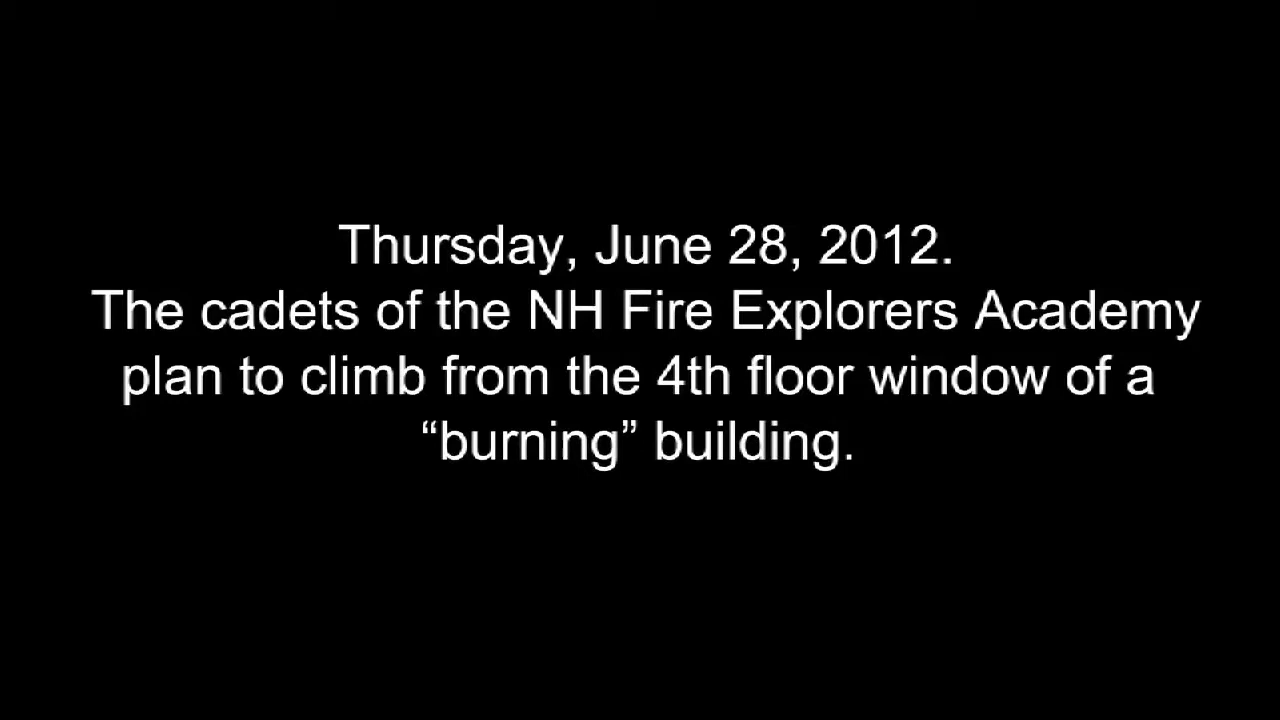 Thursday, June 28, 2012.
The cadets of the NH Fire Explorers Academy
plan to climb from the 4th floor window of a
“burning” building.